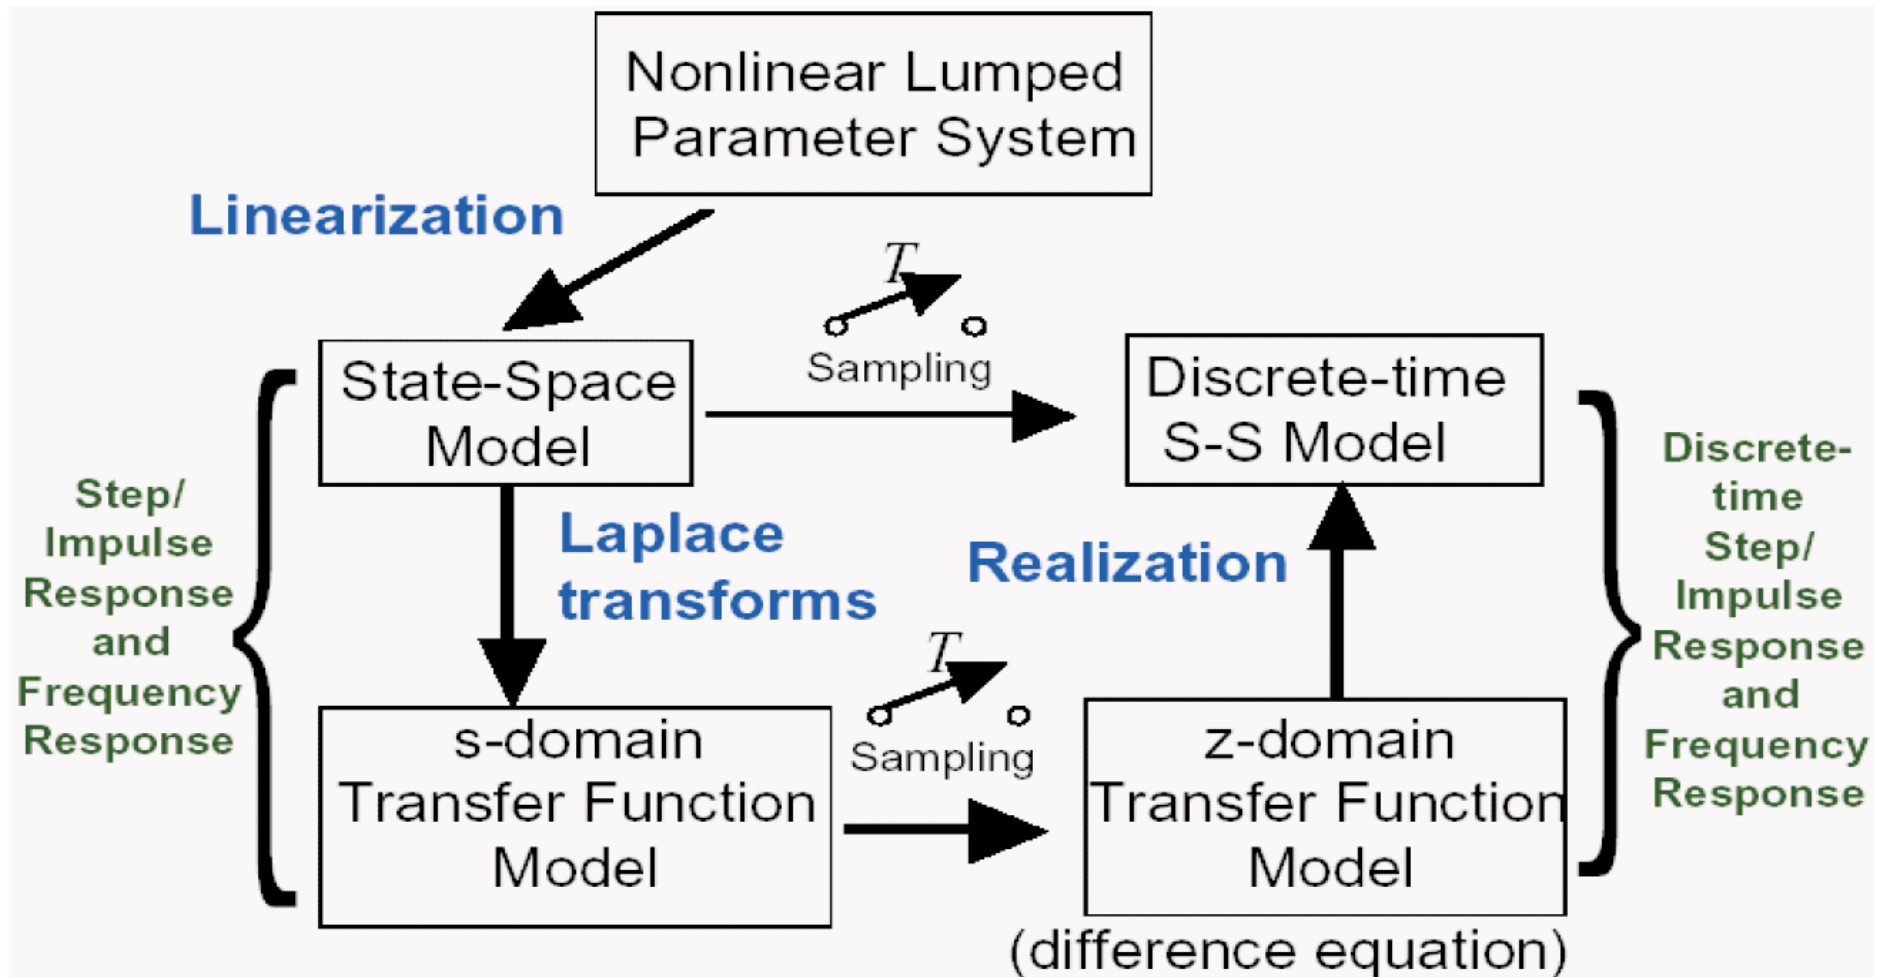 Nonlinear Lumped
Parameter System
Linearization
T
Sampling
State-Space
Model
Discrete-time
S-S Model
Step/
Impulse
Response
and
Frequency
Response
Laplace
transforms
Realization
Discrete-
time
Step/
Impulse
Response
and
Frequency
Response
T
Sampling
s-domain
Transfer Function
Model
z-domain
Transfer Function
Model
(difference equation)